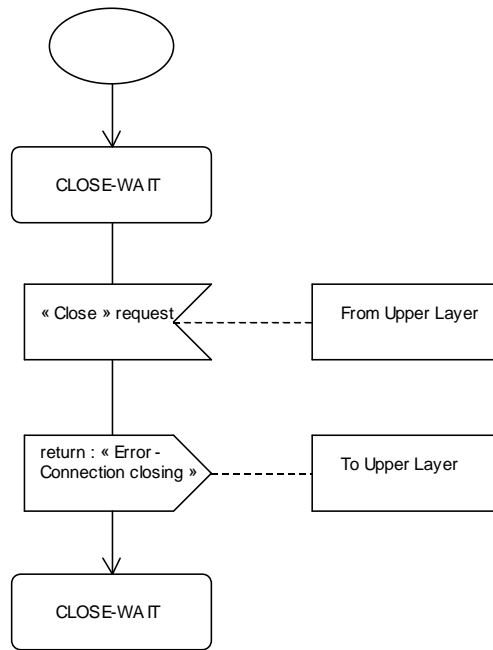 CLOSE-WAIT
« Close » request
From Upper Layer
return : « Error -
Connection closing »
To Upper Layer
CLOSE-WAIT